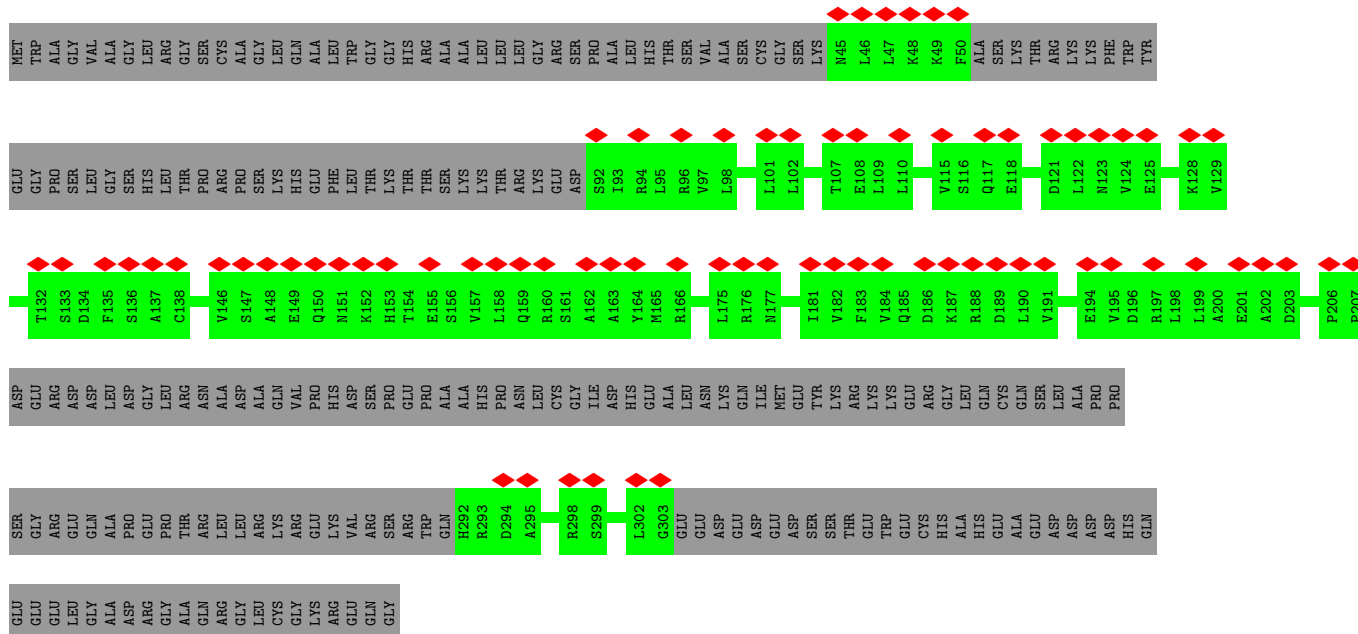 MET TRP ALA GLY VAL ALA GLY LEU ARG GLY SER CYS ALA GLY LEU GLN ALA LEU TRP GLY GLY HIS ARG ALA ALA LEU LEU LEU GLY ARG SER PRO ALA LEU HIS THR SER VAL ALA SER CYS GLY SER LYS N45 L46 L47 K48 K49 F50 ALA SER LYS THR ARG LYS LYS PHE TRP TYR
GLU GLY PRO SER LEU GLY SER HIS LEU THR PRO ARG PRO SER LYS HIS GLU PHE LEU THR LYS THR THR SER LYS LYS THR ARG LYS GLU ASP S92 I93 R94 L95 R96 V97 L98 L101 L102 T107 E108 L109 L110 V115 S116 Q117 E118 D121 L122 N123 V124 E125 K128 V129
T132 S133 D134 F135 S136 A137 C138 V146 S147 A148 E149 Q150 N151 K152 H153 T154 E155 S156 V157 L158 Q159 R160 S161 A162 A163 Y164 M165 R166 L175 R176 N177 I181 V182 F183 V184 Q185 D186 K187 R188 D189 L190 V191 E194 V195 D196 R197 L198 L199 A200 E201 A202 D203 P206 P207
ASP GLU ARG ASP ASP LEU ASP GLY LEU ARG ASN ALA ASP ALA GLN VAL PRO HIS ASP SER PRO GLU PRO ALA ALA HIS PRO ASN LEU CYS GLY ILE ASP HIS GLU ALA LEU ASN LYS GLN ILE MET GLU TYR LYS ARG LYS LYS GLU ARG GLY LEU GLN CYS GLN SER LEU ALA PRO PRO
SER GLY ARG GLU GLN ALA PRO GLU PRO THR ARG LEU LEU ARG LYS ARG GLU LYS VAL ARG SER ARG TRP GLN H292 R293 D294 A295 R298 S299 L302 G303 GLU GLU ASP GLU ASP GLU ASP SER SER THR GLU TRP GLU CYS HIS ALA HIS GLU ALA GLU ASP ASP ASP ASP HIS GLN
GLU GLU GLU LEU GLY ALA ASP ARG GLY ALA GLN ARG GLY LEU CYS GLY LYS ARG GLU GLN GLY